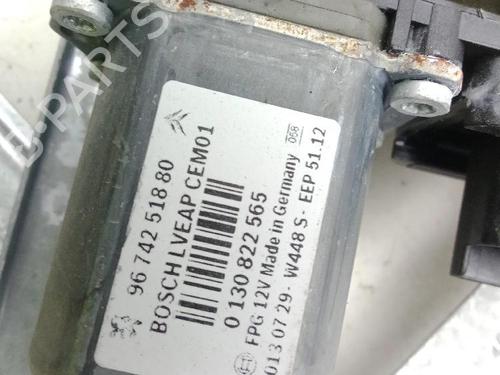 96 742 518 80
BOSCH LVEAP CEM01
0 130 822 565
FPG 12V Made in Germany 058
013 07 29 - W448 S - EEP 51.12
B-PARTS